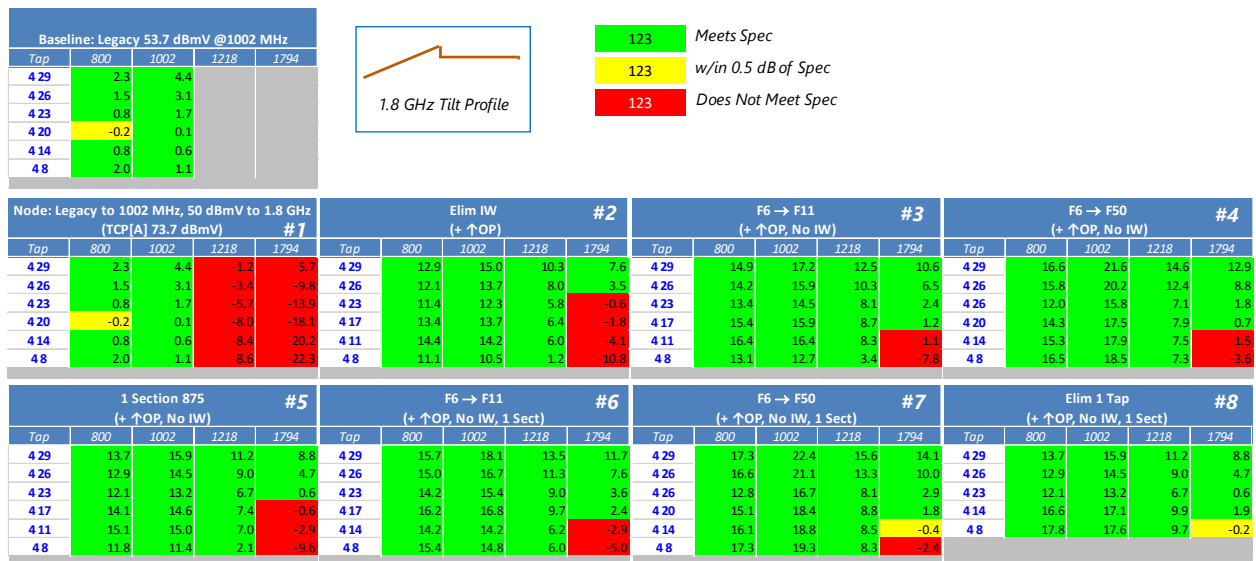 Baseline: Legacy 53.7 dBmV @1002 MHz
Tap 800 1002 1218 1794
4 29 2.3 4.4
4 26 1.5 3.1
4 23 0.8 1.7
4 20 -0.2 0.1
4 14 0.8 0.6
4 8 2.0 1.1
1.8 GHz Tilt Profile
123 Meets Spec
123 w/in 0.5 dB of Spec
123 Does Not Meet Spec
Node: Legacy to 1002 MHz, 50 dBmV to 1.8 GHz
(TCP[A] 73.7 dBmV) #1
Tap 800 1002 1218 1794
4 29 2.3 4.4 -1.2 -5.7
4 26 1.5 3.1 -3.4 -9.8
4 23 0.8 1.7 -5.7 -13.9
4 20 -0.2 0.1 -8.0 -18.1
4 14 0.8 0.6 -8.4 -20.2
4 8 2.0 1.1 -8.6 -22.3
Elim IW #2
(+ ↑OP)
Tap 800 1002 1218 1794
4 29 12.9 15.0 10.3 7.6
4 26 12.1 13.7 8.0 3.5
4 23 11.4 12.3 5.8 -0.6
4 17 13.4 13.7 6.4 -1.8
4 11 14.4 14.2 6.0 -4.1
4 8 11.1 10.5 1.2 -10.8
F6 → F11 #3
(+ ↑OP, No IW)
Tap 800 1002 1218 1794
4 29 14.9 17.2 12.5 10.6
4 26 14.2 15.9 10.3 6.5
4 23 13.4 14.5 8.1 2.4
4 17 15.4 15.9 8.7 1.2
4 11 16.4 16.4 8.3 -1.1
4 8 13.1 12.7 3.4 -7.8
F6 → F50 #4
(+ ↑OP, No IW)
Tap 800 1002 1218 1794
4 29 16.6 21.6 14.6 12.9
4 26 15.8 20.2 12.4 8.8
4 26 12.0 15.8 7.1 1.8
4 20 14.3 17.5 7.9 0.7
4 14 15.3 17.9 7.5 -1.5
4 8 16.5 18.5 7.3 -3.6
1 Section 875 #5
(+ ↑OP, No IW)
Tap 800 1002 1218 1794
4 29 13.7 15.9 11.2 8.8
4 26 12.9 14.5 9.0 4.7
4 23 12.1 13.2 6.7 0.6
4 17 14.1 14.6 7.4 -0.6
4 11 15.1 15.0 7.0 -2.9
4 8 11.8 11.4 2.1 -9.6
F6 → F11 #6
(+ ↑OP, No IW, 1 Sect)
Tap 800 1002 1218 1794
4 29 15.7 18.1 13.5 11.7
4 26 15.0 16.7 11.3 7.6
4 23 14.2 15.4 9.0 3.6
4 17 16.2 16.8 9.7 2.4
4 14 14.2 14.2 6.2 -2.9
4 8 15.4 14.8 6.0 -5.0
F6 → F50 #7
(+ ↑OP, No IW, 1 Sect)
Tap 800 1002 1218 1794
4 29 17.3 22.4 15.6 14.1
4 26 16.6 21.1 13.3 10.0
4 26 12.8 16.7 8.1 2.9
4 20 15.1 18.4 8.8 1.8
4 14 16.1 18.8 8.5 -0.4
4 8 17.3 19.3 8.3 -2.4
Elim 1 Tap #8
(+ ↑OP, No IW, 1 Sect)
Tap 800 1002 1218 1794
4 29 13.7 15.9 11.2 8.8
4 26 12.9 14.5 9.0 4.7
4 23 12.1 13.2 6.7 0.6
4 14 16.6 17.1 9.9 1.9
4 8 17.8 17.6 9.7 -0.2